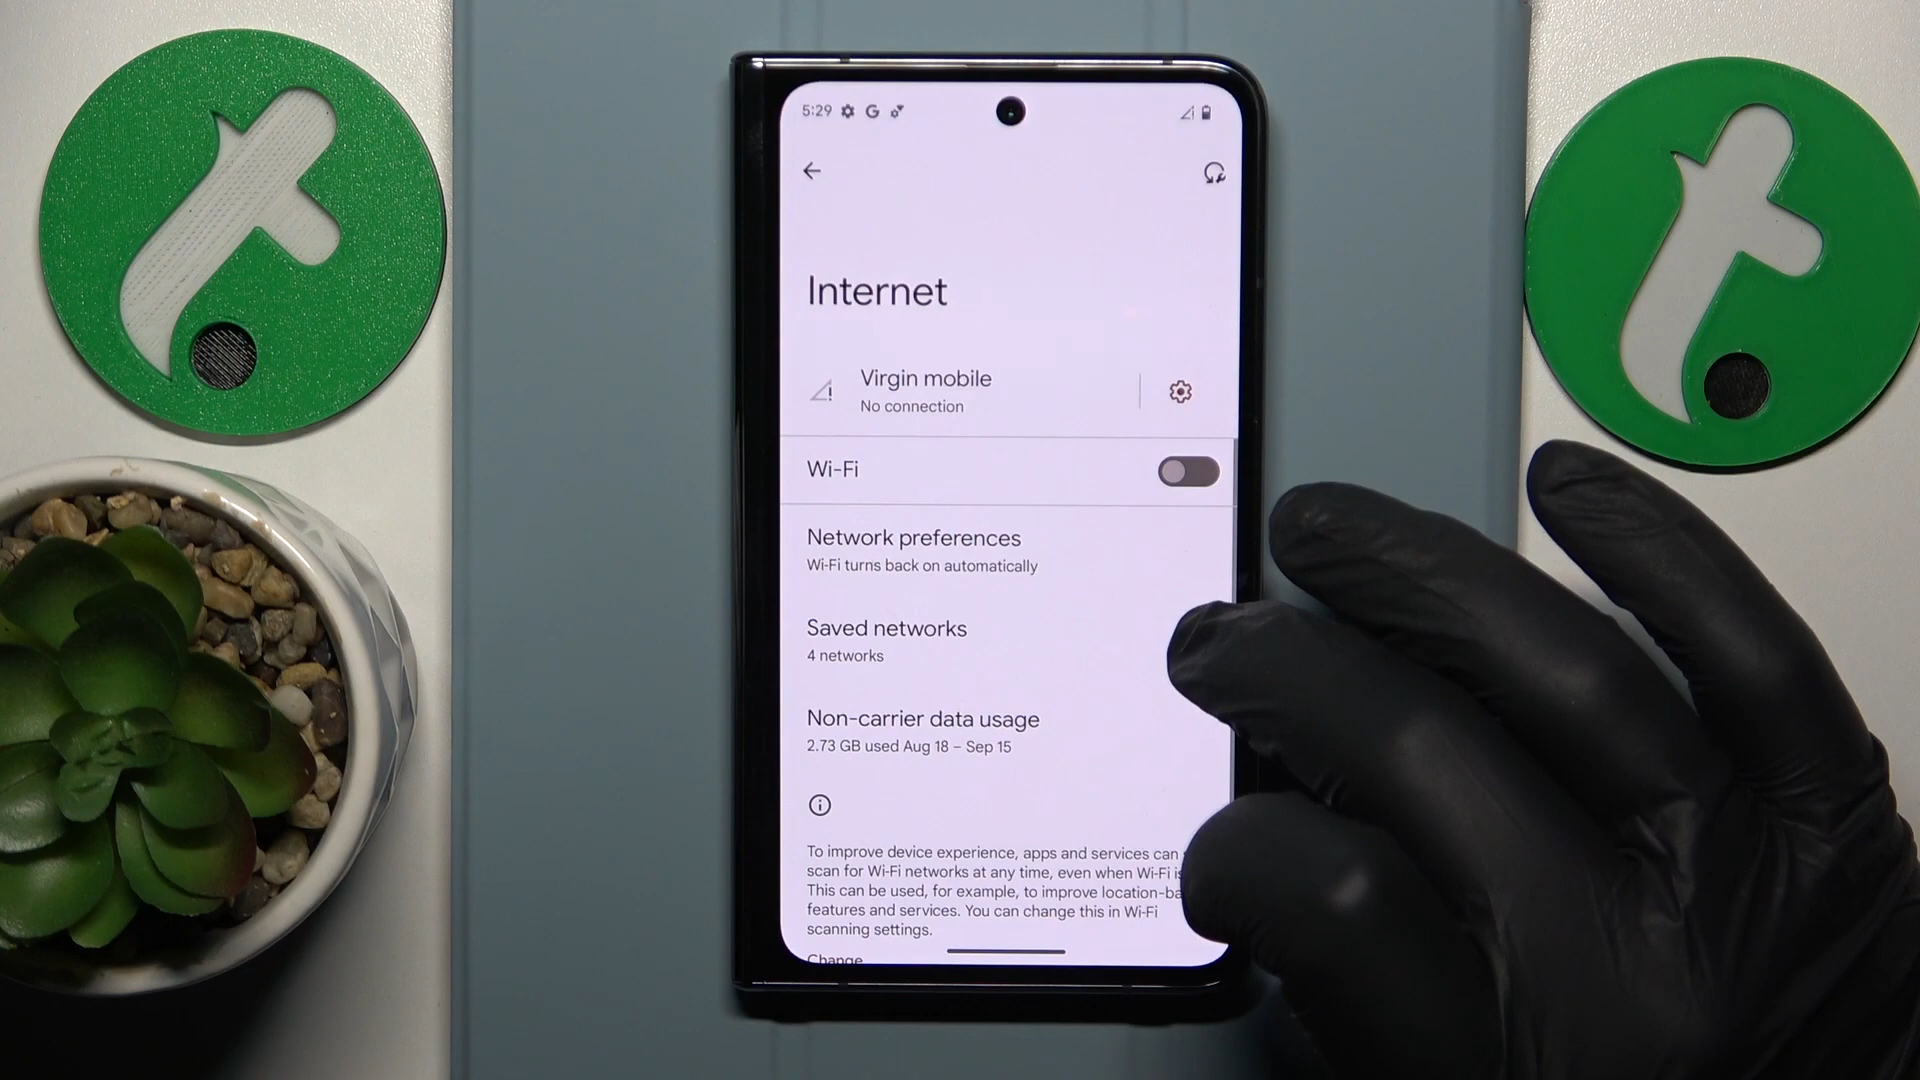 5:29
Internet
Virgin mobile
No connection
Wi-Fi
Network preferences
Wi-Fi turns back on automatically
Saved networks
4 networks
Non-carrier data usage
2.73 GB used Aug 18 – Sep 15
To improve device experience, apps and services can
scan for Wi-Fi networks at any time, even when Wi-Fi is
This can be used, for example, to improve location-ba
features and services. You can change this in Wi-Fi
scanning settings.
Change